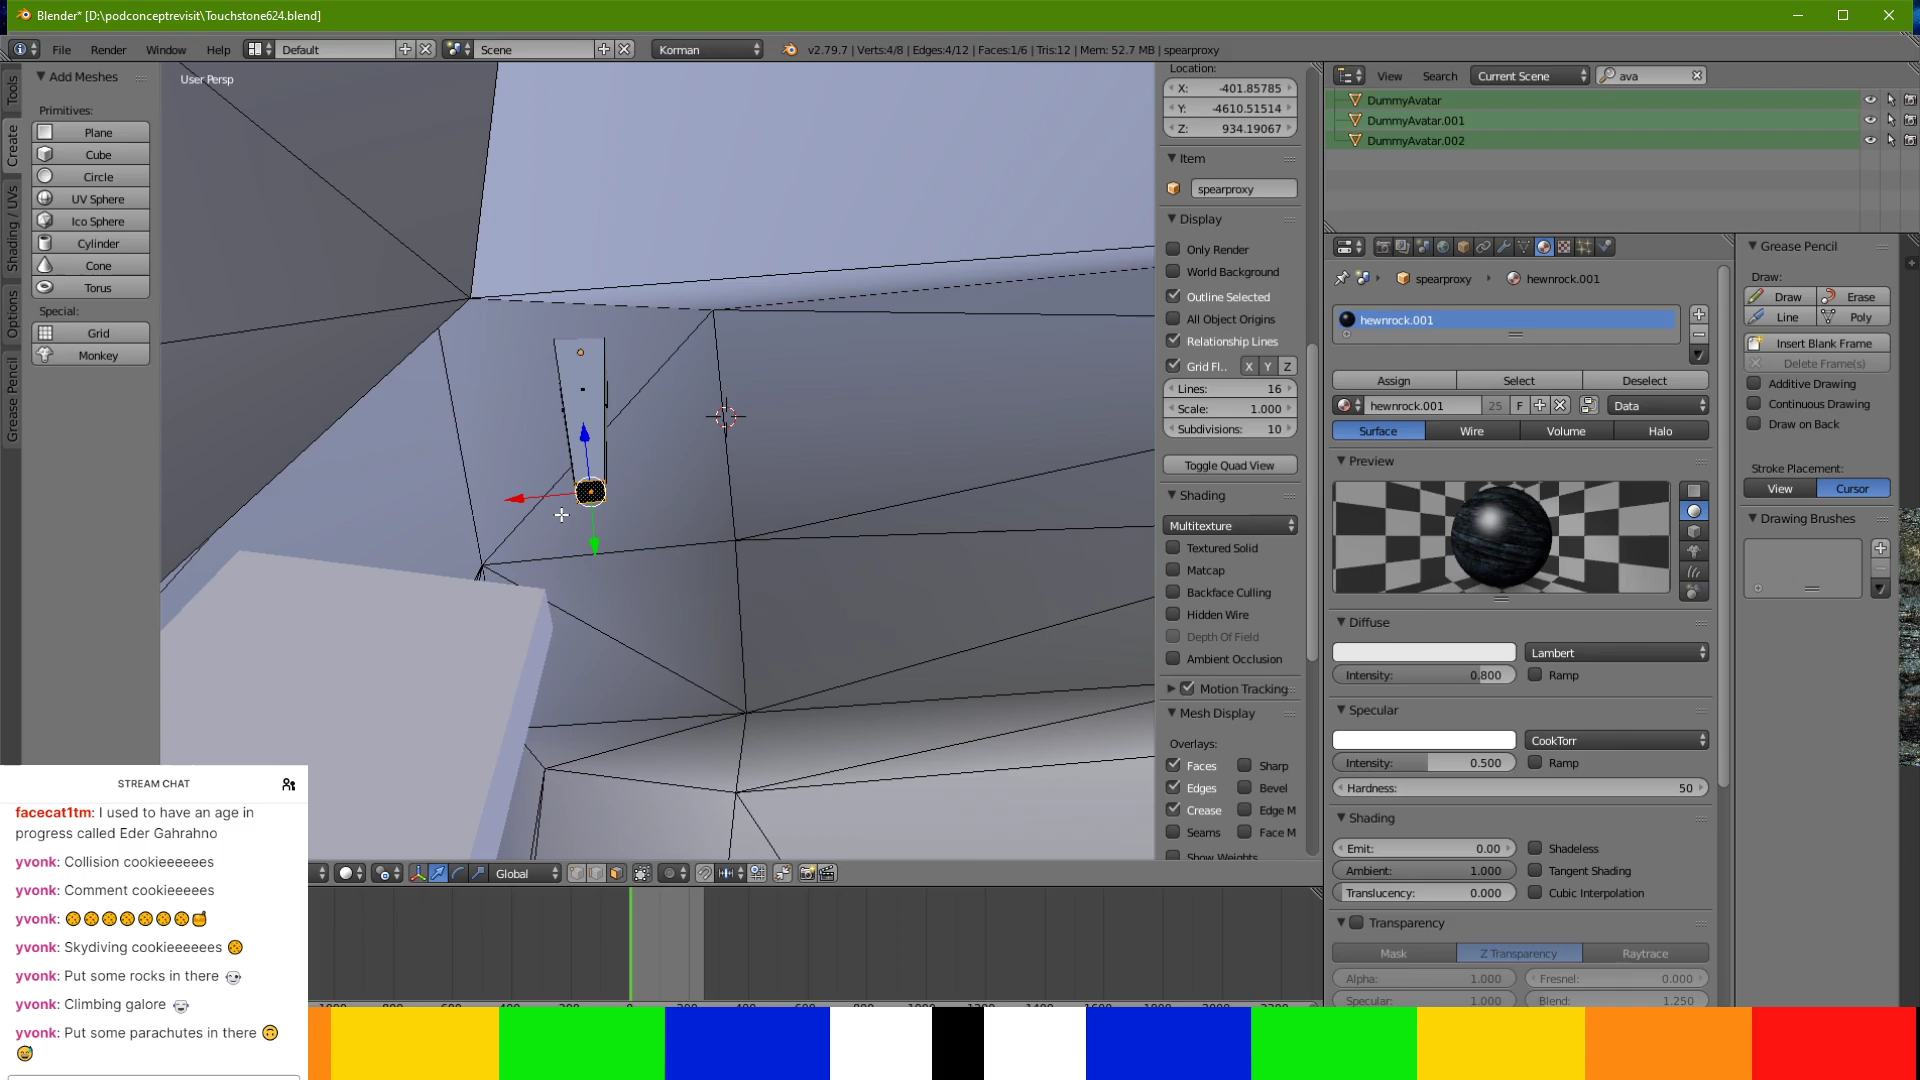 Blender* [D:\podconceptrevisit\Touchstone624.blend]
File Render Window Help Default Scene Korman v2.79.7 | Verts:4/8 | Edges:4/12 | Faces:1/6 | Tris:12 | Mem: 52.7 MB | spearproxy
Tools
Create
Shading / UVs
Options
Grease Pencil
Add Meshes
Primitives:
Plane
Cube
Circle
UV Sphere
Ico Sphere
Cylinder
Cone
Torus
Special:
Grid
Monkey
User Persp
Location:
X: -401.85785
Y: -4610.51514
Z: 934.19067
Item
spearproxy
Display
Only Render
World Background
Outline Selected
All Object Origins
Relationship Lines
Grid Fl.. X Y Z
Lines: 16
Scale: 1.000
Subdivisions: 10
Toggle Quad View
Shading
Multitexture
Textured Solid
Matcap
Backface Culling
Hidden Wire
Depth Of Field
Ambient Occlusion
Motion Tracking
Mesh Display
Overlays:
Faces Sharp
Edges Bevel
Crease Edge M
Seams Face M
Show Weights
View Search Current Scene ava
DummyAvatar
DummyAvatar.001
DummyAvatar.002
spearproxy hewnrock.001
hewnrock.001
Assign Select Deselect
hewnrock.001 25 F Data
Surface Wire Volume Halo
Preview
Diffuse
Lambert
Intensity: 0.800 Ramp
Specular
CookTorr
Intensity: 0.500 Ramp
Hardness: 50
Shading
Emit: 0.00 Shadeless
Ambient: 1.000 Tangent Shading
Translucency: 0.000 Cubic Interpolation
Transparency
Mask Z Transparency Raytrace
Alpha: 1.000 Fresnel: 0.000
Specular: 1.000 Blend: 1.250
Grease Pencil
Draw:
Draw Erase
Line Poly
Insert Blank Frame
Delete Frame(s)
Additive Drawing
Continuous Drawing
Draw on Back
Stroke Placement:
View Cursor
Drawing Brushes
Global
STREAM CHAT
facecat1tm: I used to have an age in
progress called Eder Gahrahno
yvonk: Collision cookieeeeees
yvonk: Comment cookieeeees
yvonk: 🍪🍪🍪🍪🍪🍪🍪🍯
yvonk: Skydiving cookieeeeees 🍪
yvonk: Put some rocks in there
yvonk: Climbing galore
yvonk: Put some parachutes in there 🙃
😅